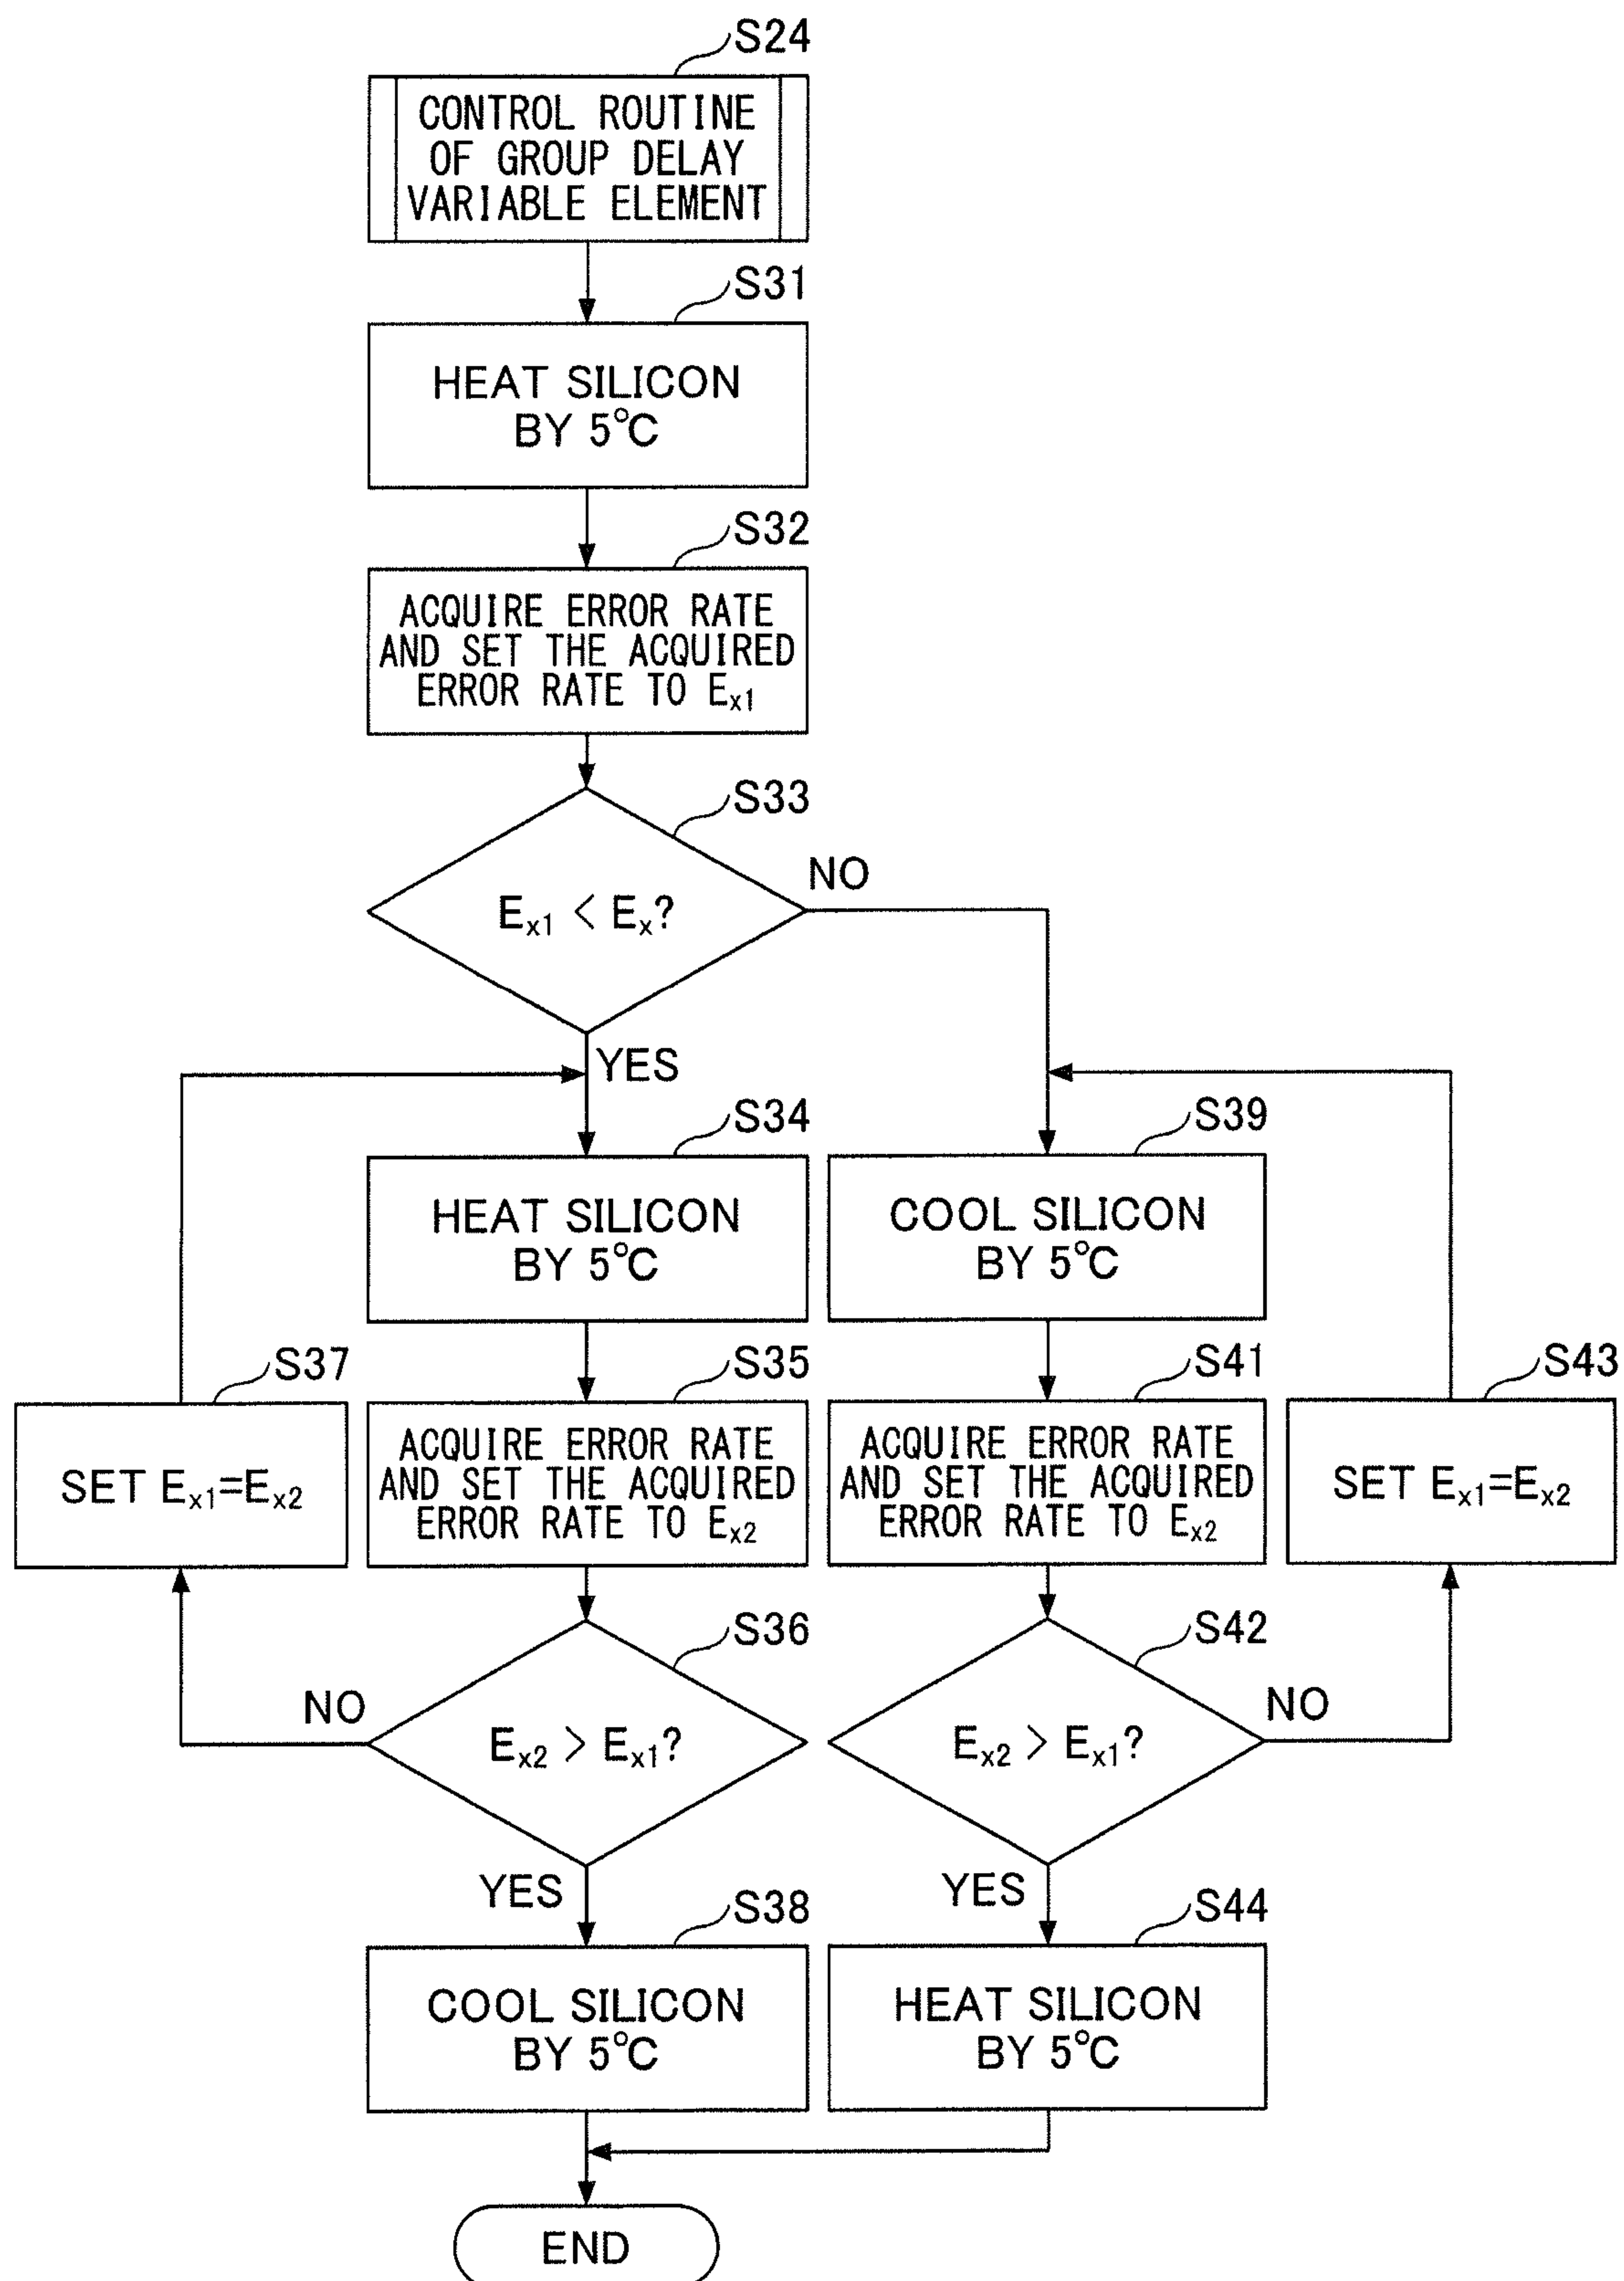 S24
CONTROL ROUTINE
OF GROUP DELAY
VARIABLE ELEMENT
S31
HEAT SILICON
BY 5℃
S32
ACQUIRE ERROR RATE
AND SET THE ACQUIRED
ERROR RATE TO Ex1
S33
Ex1 < Ex?
NO
YES
S34
HEAT SILICON
BY 5℃
S39
COOL SILICON
BY 5℃
S37
SET Ex1=Ex2
S35
ACQUIRE ERROR RATE
AND SET THE ACQUIRED
ERROR RATE TO Ex2
S41
ACQUIRE ERROR RATE
AND SET THE ACQUIRED
ERROR RATE TO Ex2
S43
SET Ex1=Ex2
S36
NO
Ex2 > Ex1?
YES
S42
Ex2 > Ex1?
NO
YES
S38
COOL SILICON
BY 5℃
S44
HEAT SILICON
BY 5℃
END